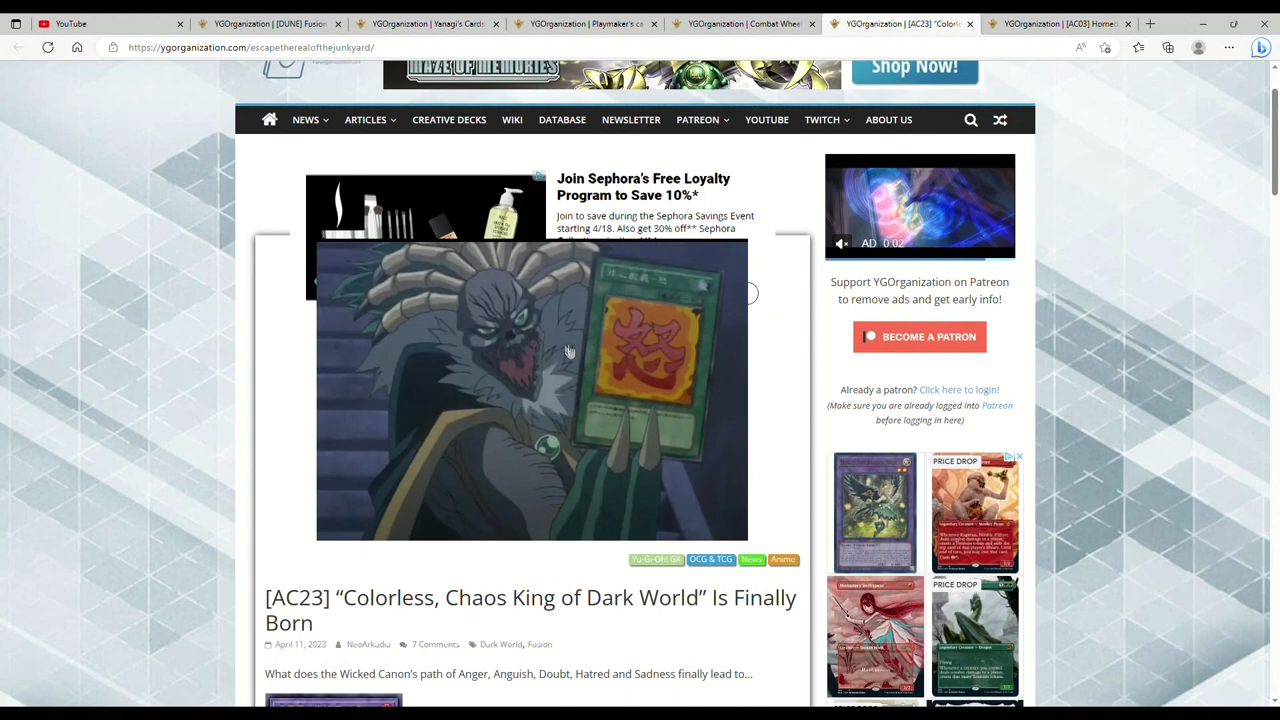 YouTube
YGOrganization | [DUNE] Fusion
YGOrganization | Yanagi's Cards
YGOrganization | Playmaker's c
YGOrganization | Combat Whee
YGOrganization | [AC23] “Colorle
YGOrganization | [AC03] Horned
https://ygorganization.com/escapetherealofthejunkyard/
MAZE OF MEMORIES
Shop Now!
NEWS
ARTICLES
CREATIVE DECKS
WIKI
DATABASE
NEWSLETTER
PATREON
YOUTUBE
TWITCH
ABOUT US
Join Sephora's Free Loyalty
Program to Save 10%*
Join to save during the Sephora Savings Event
starting 4/18. Also get 30% off** Sephora
怒
AD 0:02
Support YGOrganization on Patreon
to remove ads and get early info!
BECOME A PATRON
Already a patron? Click here to login!
(Make sure you are already logged into Patreon
before logging in here)
PRICE DROP
PRICE DROP
Yu-Gi-Oh! GX
OCG & TCG
News
Anime
[AC23] “Colorless, Chaos King of Dark World” Is Finally
Born
April 11, 2023
NeoArkadia
7 Comments
Dark World, Fusion
es the Wicked Canon's path of Anger, Anguish, Doubt, Hatred and Sadness finally lead to...